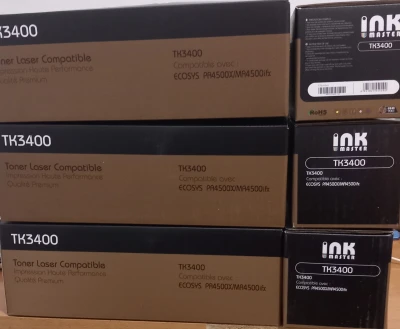 TK3400
Toner Laser Compatible
Impression Haute Performance
Qualité Premium
TK3400
Compatible avec
ECOSYS PA4500X/MA4500ifx
INK
MASTER
TK3400
RoHS
TK3400
Toner Laser Compatible
Impression Haute Performance
Qualité Premium
TK3400
Compatible avec
ECOSYS PA4500X/MA4500ifx
INK
MASTER
TK3400
Compatible avec
ECOSYS PA4500X/MA4500ifx
TK3400
Toner Laser Compatible
Impression Haute Performance
Qualité Premium
TK3400
Compatible avec
ECOSYS PA4500X/MA4500ifx
INK
MASTER
TK3400
TK3400
Compatible avec
ECOSYS PA4500X/MA4500ifx